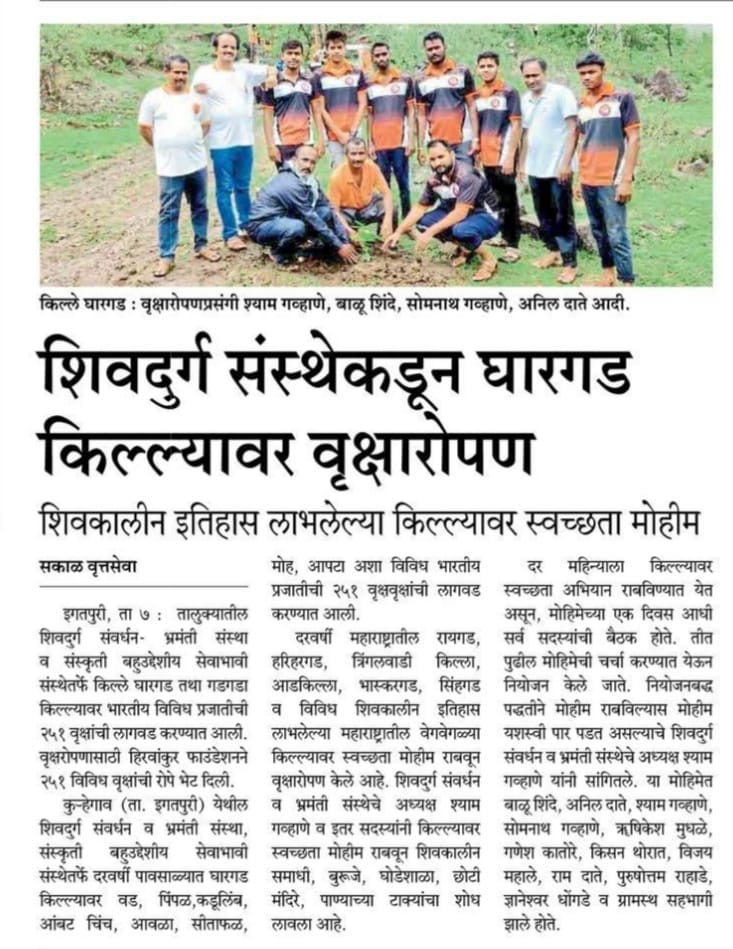 किल्ले घारगड : वृक्षारोपणप्रसंगी श्याम गव्हाणे, बाळू शिंदे, सोमनाथ गव्हाणे, अनिल दाते आदी.
शिवदुर्ग संस्थेकडून घारगड
किल्ल्यावर वृक्षारोपण
शिवकालीन इतिहास लाभलेल्या किल्ल्यावर स्वच्छता मोहीम
सकाळ वृत्तसेवा
इगतपुरी, ता ७ : तालुक्यातील
शिवदुर्ग संवर्धन- भ्रमंती संस्था
व संस्कृती बहुउद्देशीय सेवाभावी
संस्थेतर्फे किल्ले घारगड तथा गडगडा
किल्ल्यावर भारतीय विविध प्रजातीची
२५१ वृक्षांची लागवड करण्यात आली.
वृक्षरोपणासाठी हिरवांकुर फाउंडेशनने
२५१ विविध वृक्षांची रोपे भेट दिली.
कुऱ्हेगाव (ता. इगतपुरी) येथील
शिवदुर्ग संवर्धन व भ्रमंती संस्था,
संस्कृती बहुउद्देशीय सेवाभावी
संस्थेतर्फे दरवर्षी पावसाळ्यात घारगड
किल्ल्यावर वड, पिंपळ,कडूलिंब,
आंबट चिंच, आवळा, सीताफळ,
मोह, आपटा अशा विविध भारतीय
प्रजातीची २५१ वृक्षवृक्षांची लागवड
करण्यात आली.
दरवर्षी महाराष्ट्रातील रायगड,
हरिहरगड, त्रिंगलवाडी किल्ला,
आडकिल्ला, भास्करगड, सिंहगड
व विविध शिवकालीन इतिहास
लाभलेल्या महाराष्ट्रातील वेगवेगळ्या
किल्ल्यावर स्वच्छता मोहीम राबवून
वृक्षारोपण केले आहे. शिवदुर्ग संवर्धन
व भ्रमंती संस्थेचे अध्यक्ष श्याम
गव्हाणे व इतर सदस्यांनी किल्ल्यावर
स्वच्छता मोहीम राबवून शिवकालीन
समाधी, बुरूजे, घोडेशाळा, छोटी
मंदिरे, पाण्याच्या टाक्यांचा शोध
लावला आहे.
दर महिन्याला किल्ल्यावर
स्वच्छता अभियान राबविण्यात येत
असून, मोहिमेच्या एक दिवस आधी
सर्व सदस्यांची बैठक होते. तीत
पुढील मोहिमेची चर्चा करण्यात येऊन
नियोजन केले जाते. नियोजनबद्ध
पद्धतीने मोहीम राबविल्यास मोहीम
यशस्वी पार पडत असल्याचे शिवदुर्ग
संवर्धन व भ्रमंती संस्थेचे अध्यक्ष श्याम
गव्हाणे यांनी सांगितले. या मोहिमेत
बाळू शिंदे, अनिल दाते, श्याम गव्हाणे,
सोमनाथ गव्हाणे, ऋषिकेश मुधळे,
गणेश कातोरे, किसन थोरात, विजय
महाले, राम दाते, पुरुषोत्तम राहाडे,
ज्ञानेश्वर धोंगडे व ग्रामस्थ सहभागी
झाले होते.